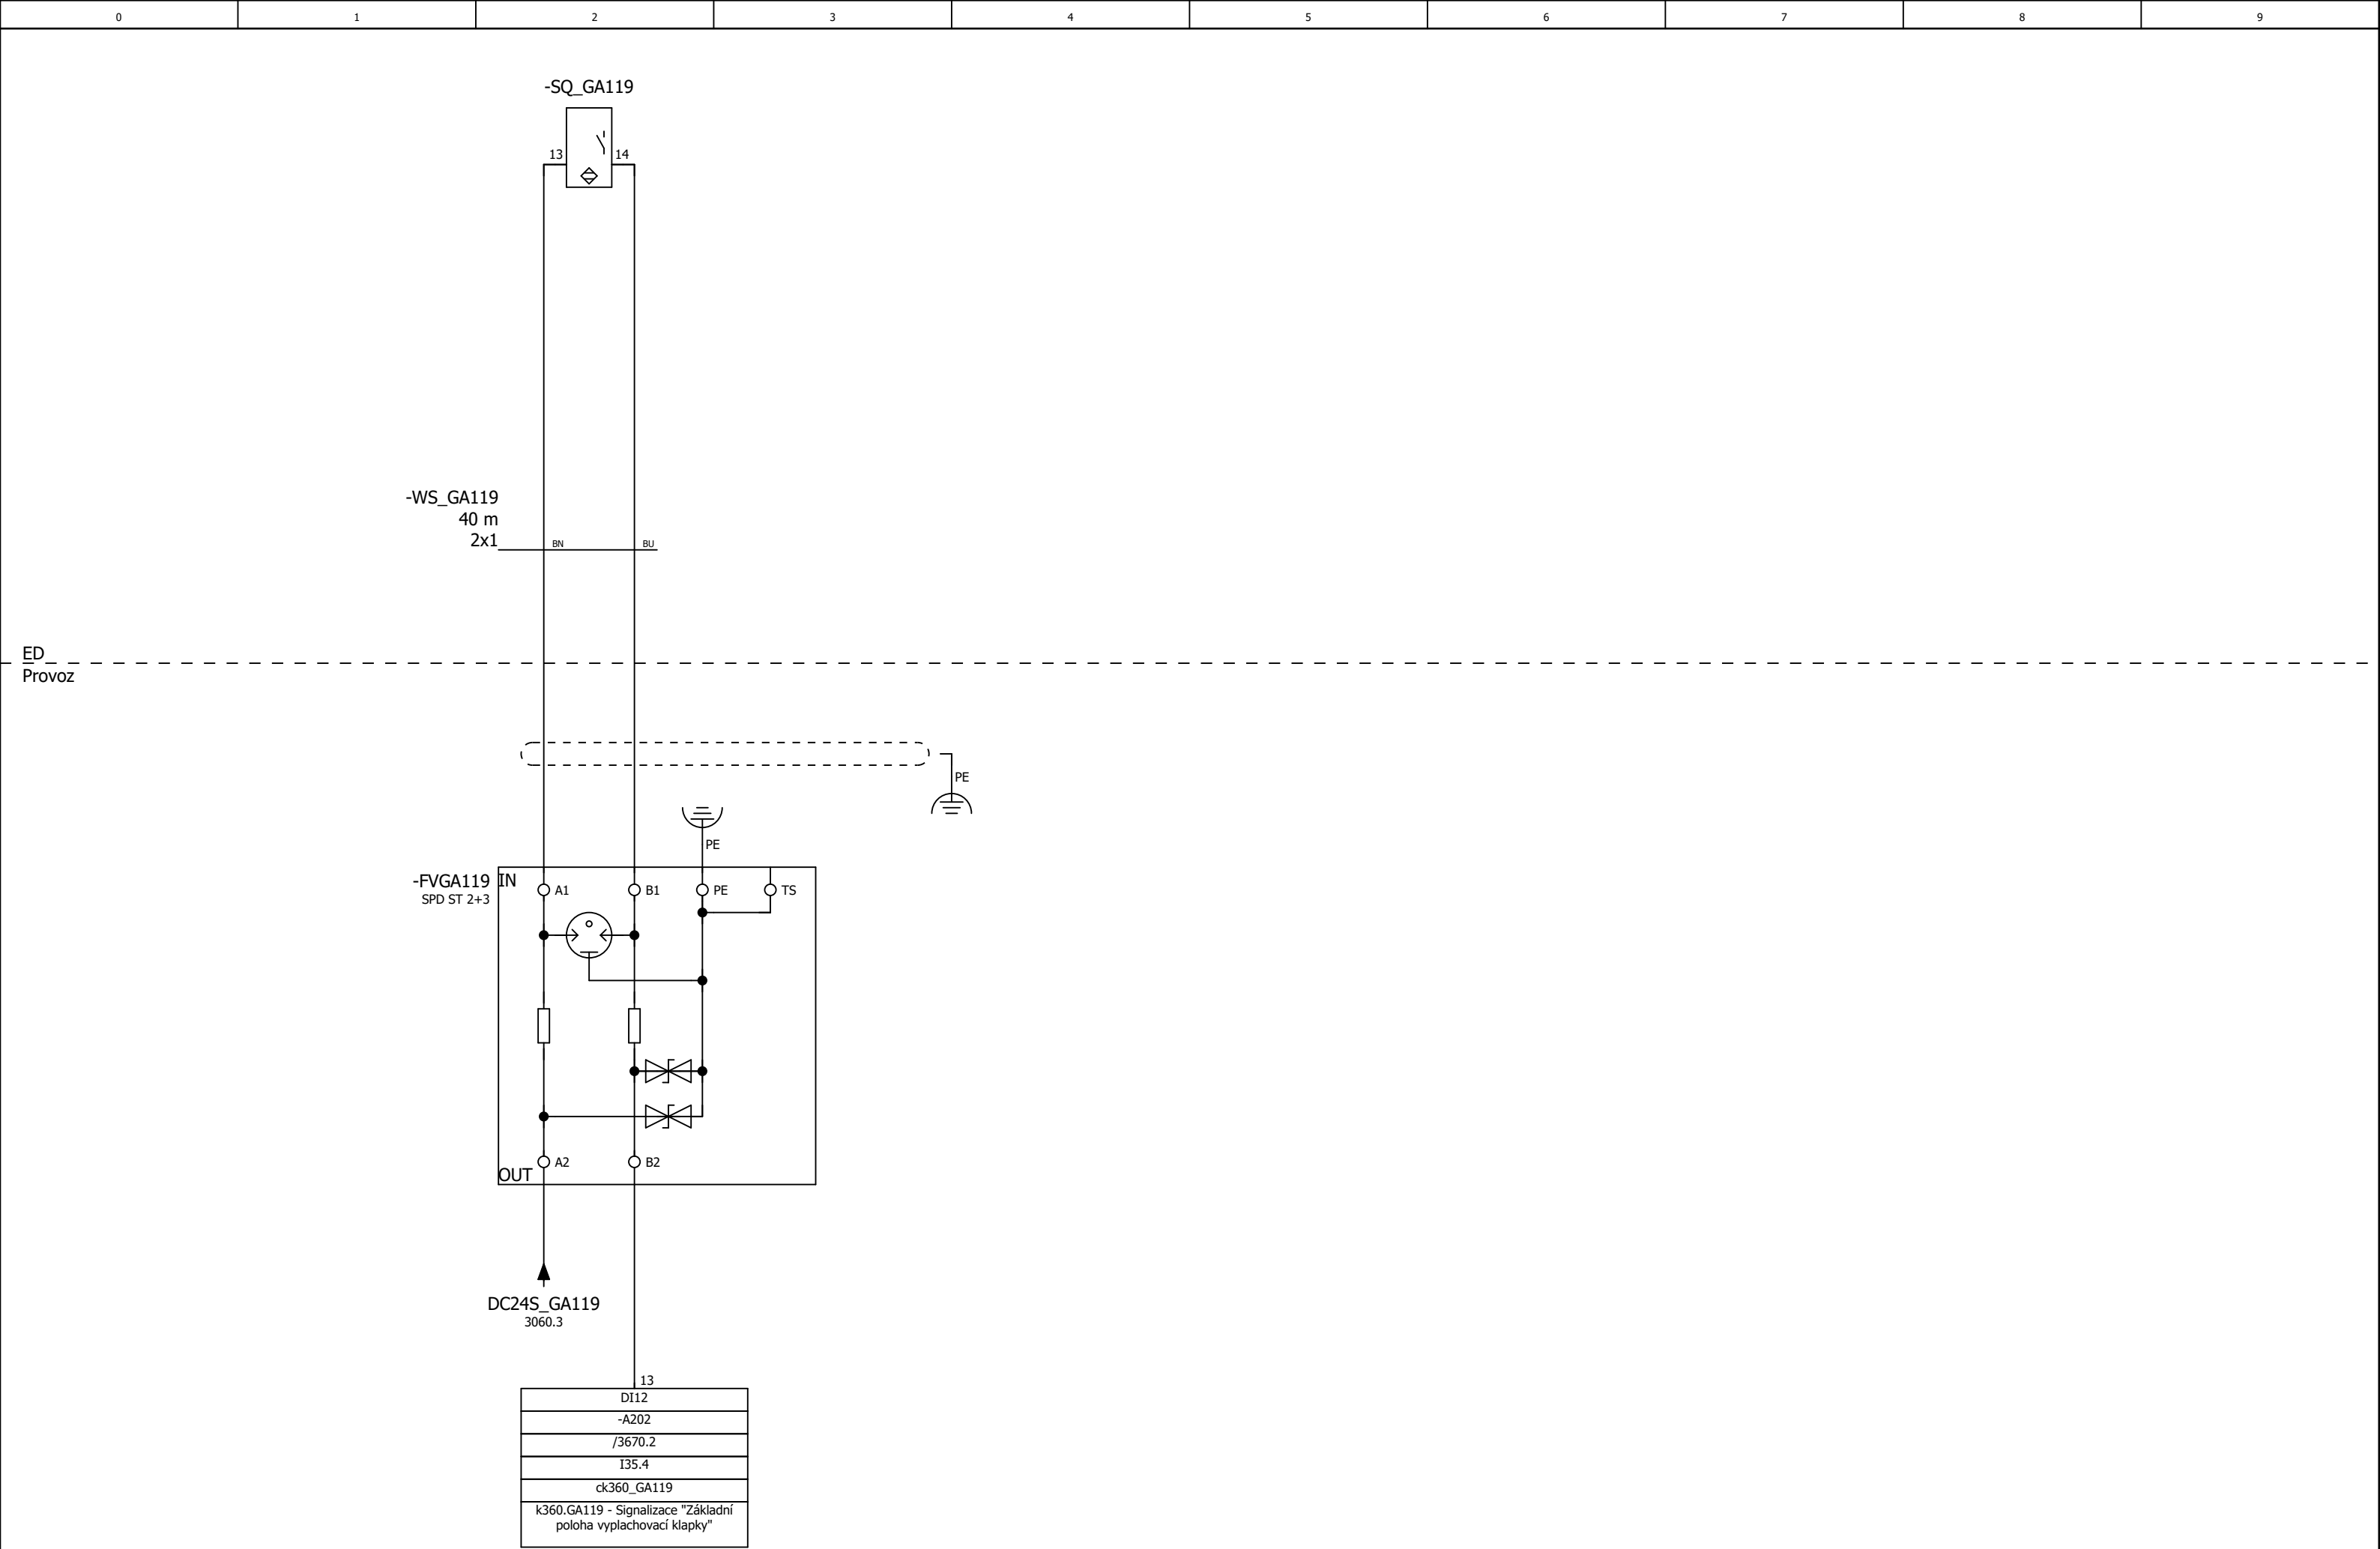 0 1 2 3 4 5 6 7 8 9
-SQ_GA119
13 14
-WS_GA119
40 m
2x1
BN BU
ED
Provoz
PE
PE
-FVGA119
SPD ST 2+3
IN
A1 B1 PE TS
A2 B2
OUT
DC24S_GA119
3060.3
13
DI12
-A202
/3670.2
I35.4
ck360_GA119
k360.GA119 - Signalizace "Základní
poloha vyplachovací klapky"